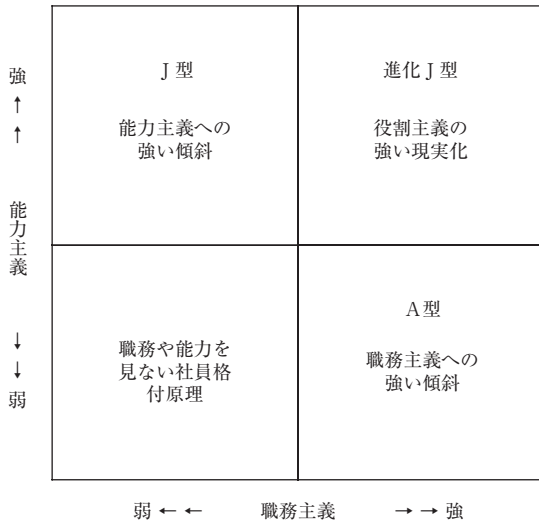 J型
能力主義への
強い傾斜
進化J型
役割主義の
強い現実化
強
↑
↑
能力主義
↓
↓
弱
職務や能力を
見ない社員格
付原理
A型
職務主義への
強い傾斜
弱 ← ← 職務主義 → → 強